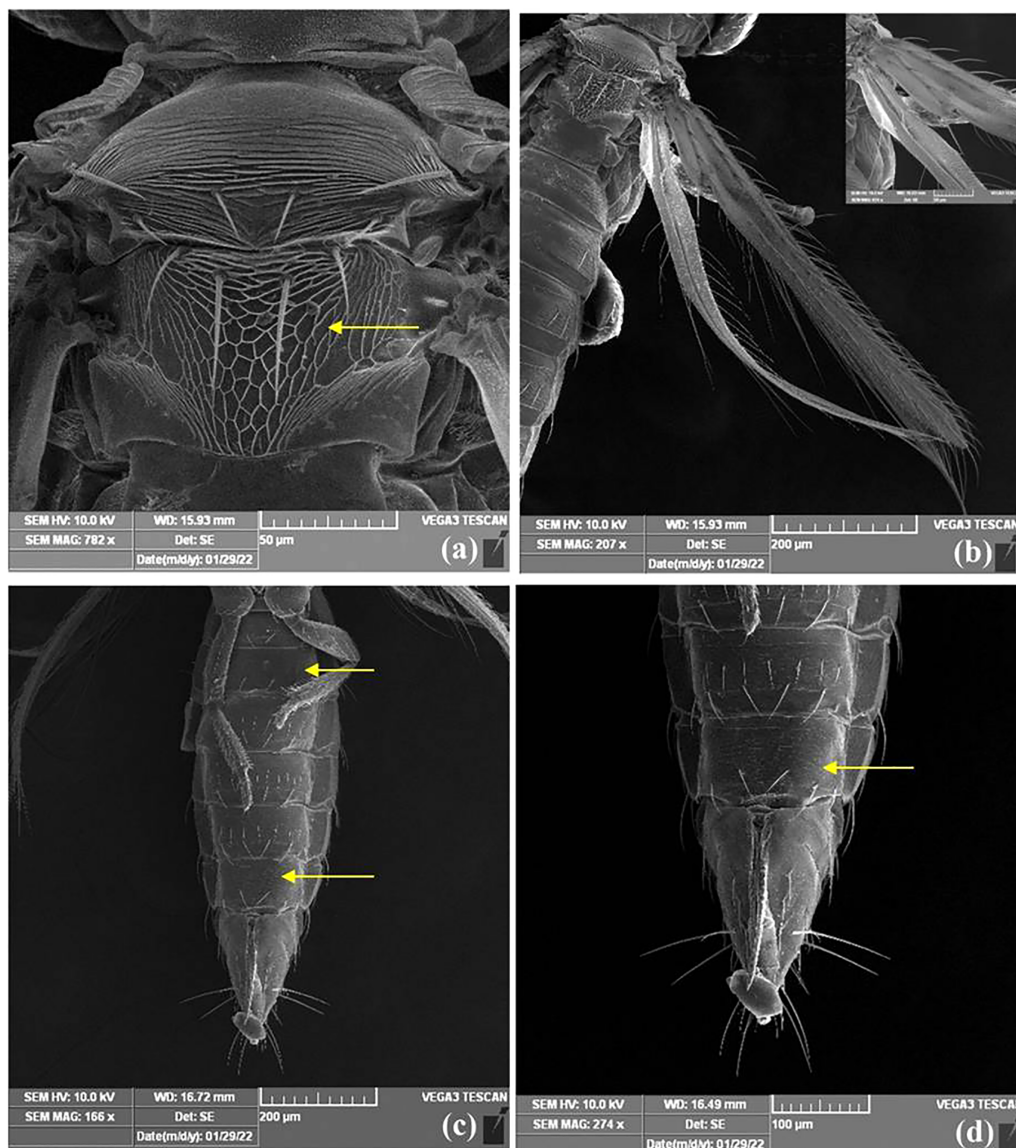 SEM HV: 10.0 kV WD: 15.93 mm VEGA3 TESCAN
SEM MAG: 782 x Det: SE 50 µm
Date(m/d/y): 01/29/22 (a)
SEM HV: 10.0 kV WD: 15.93 mm VEGA3 TESCAN
SEM MAG: 207 x Det: SE 200 µm
Date(m/d/y): 01/29/22 (b)
VEGA3 TESCAN
SEM HV: 10.0 kV WD: 16.72 mm VEGA3 TESCAN
SEM MAG: 166 x Det: SE 200 µm
Date(m/d/y): 01/29/22 (c)
SEM HV: 10.0 kV WD: 16.49 mm VEGA3 TESCAN
SEM MAG: 274 x Det: SE 100 µm
Date(m/d/y): 01/29/22 (d)